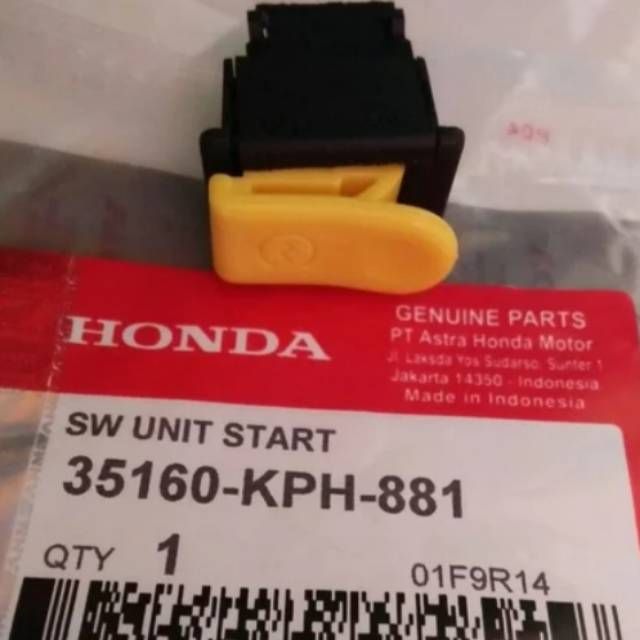 HONDA
GENUINE PARTS
PT Astra Honda Motor
Jl. Laksda Yos Sudarso, Sunter 1
Jakarta 14350 - Indonesia
Made in Indonesia
SW UNIT START
35160-KPH-881
QTY 1
01F9R14